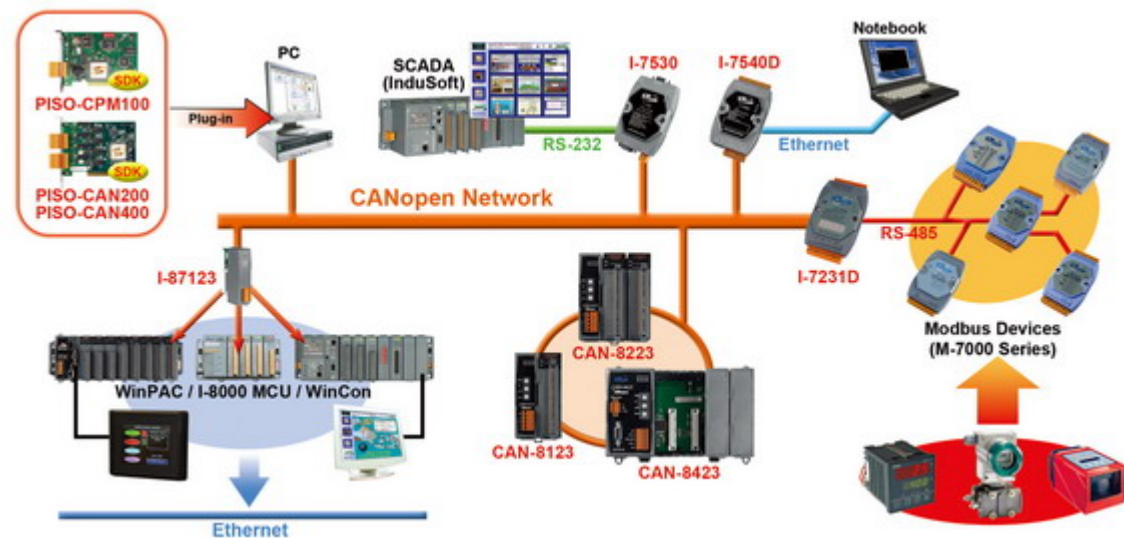 SDK
PISO-CPM100
SDK
PISO-CAN200
PISO-CAN400
Plug-in
PC
SCADA
(InduSoft)
RS-232
I-7530
I-7540D
Ethernet
Notebook
CANopen Network
I-7231D
RS-485
Modbus Devices
(M-7000 Series)
I-87123
WinPAC / I-8000 MCU / WinCon
Ethernet
CAN-8223
CAN-8123
CAN-8423